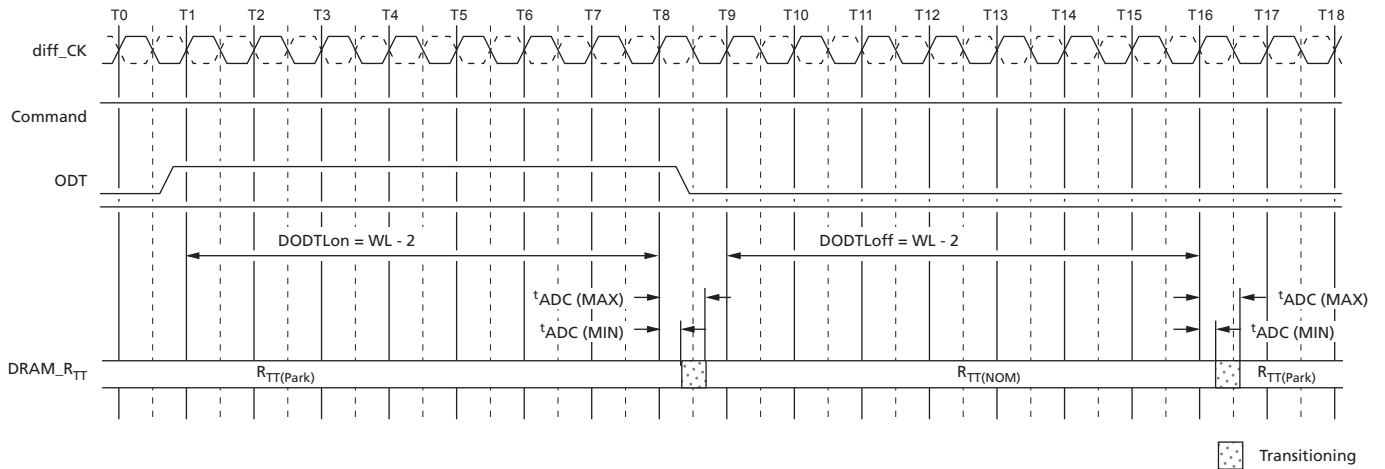 T0 T1 T2 T3 T4 T5 T6 T7 T8 T9 T10 T11 T12 T13 T14 T15 T16 T17 T18
diff_CK
Command
ODT
DODTLon = WL - 2 DODTLoff = WL - 2
tADC (MAX) tADC (MAX)
tADC (MIN) tADC (MIN)
DRAM_RTT RTT(Park) RTT(NOM) RTT(Park)
Transitioning